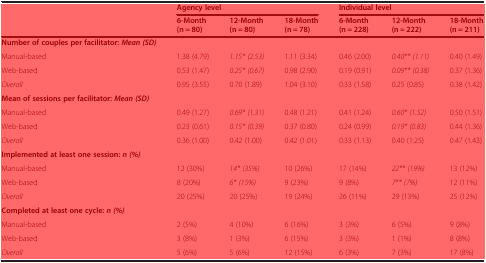 Agency level Individual level
6-Month 12-Month 18-Month 6-Month 12-Month 18-Month
(n = 80) (n = 80) (n = 78) (n = 228) (n = 222) (n = 211)
Number of couples per facilitator: Mean (SD)
Manual-based 1.38 (4.79) 1.15* (2.53) 1.11 (3.34) 0.46 (2.00) 0.40** (1.11) 0.40 (1.49)
Web-based 0.53 (1.47) 0.25* (0.67) 0.98 (2.90) 0.19 (0.91) 0.09** (0.38) 0.37 (1.36)
Overall 0.95 (3.55) 0.70 (1.89) 1.04 (3.10) 0.33 (1.58) 0.25 (0.85) 0.38 (1.42)
Mean of sessions per facilitator: Mean (SD)
Manual-based 0.49 (1.27) 0.69* (1.31) 0.48 (1.21) 0.41 (1.24) 0.60* (1.52) 0.50 (1.51)
Web-based 0.23 (0.61) 0.15* (0.39) 0.37 (0.80) 0.24 (0.99) 0.19* (0.83) 0.44 (1.36)
Overall 0.36 (1.00) 0.42 (1.00) 0.42 (1.01) 0.33 (1.13) 0.40 (1.25) 0.47 (1.43)
Implemented at least one session: n (%)
Manual-based 12 (30%) 14* (35%) 10 (26%) 17 (14%) 22** (19%) 13 (12%)
Web-based 8 (20%) 6* (15%) 9 (23%) 9 (8%) 7** (7%) 12 (11%)
Overall 20 (25%) 20 (25%) 19 (24%) 26 (11%) 29 (13%) 25 (12%)
Completed at least one cycle: n (%)
Manual-based 2 (5%) 4 (10%) 6 (16%) 3 (3%) 6 (5%) 9 (8%)
Web-based 3 (8%) 1 (3%) 6 (15%) 3 (3%) 1 (1%) 8 (8%)
Overall 5 (6%) 5 (6%) 12 (15%) 6 (3%) 7 (3%) 17 (8%)